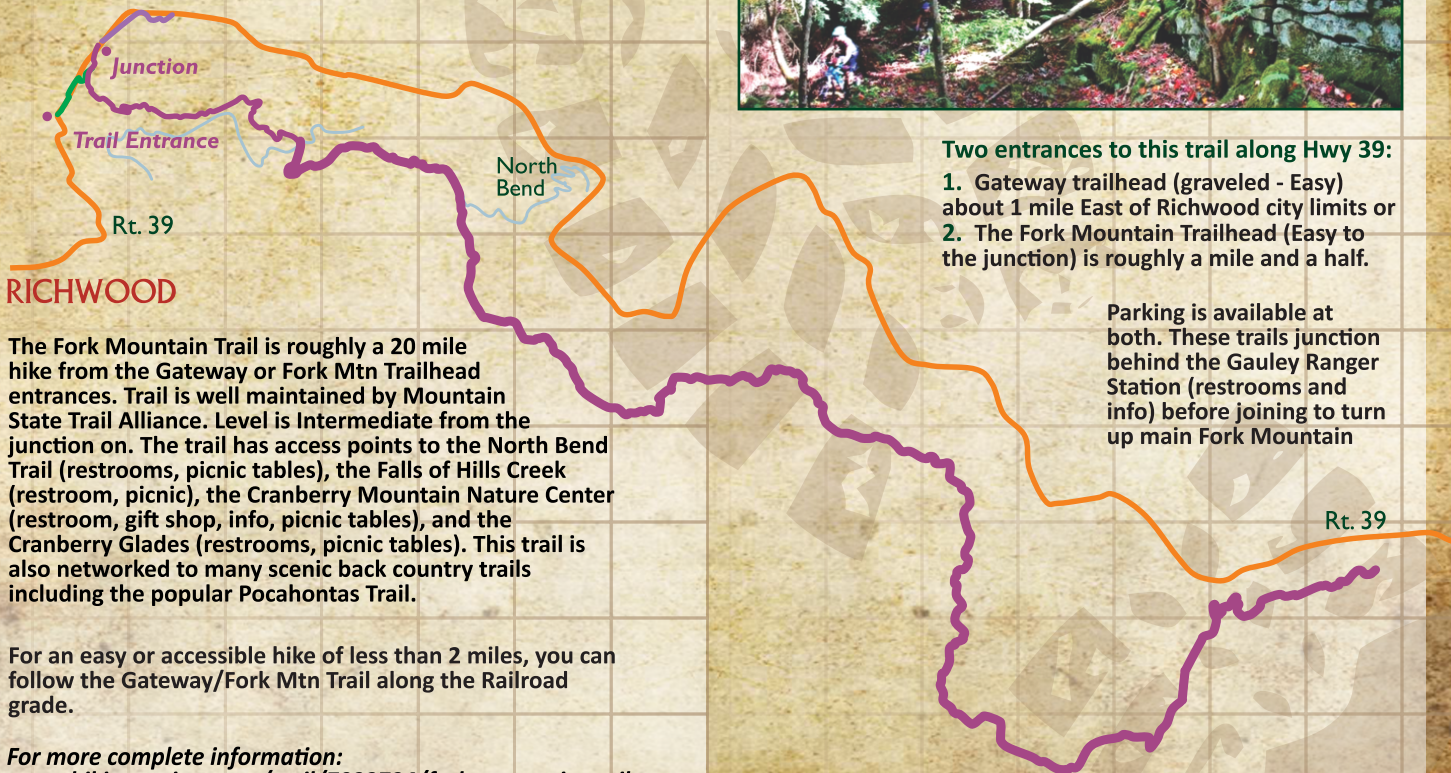 Junction
Trail Entrance
North
Bend
Rt. 39
RICHWOOD
Two entrances to this trail along Hwy 39:
1. Gateway trailhead (graveled - Easy)
about 1 mile East of Richwood city limits or
2. The Fork Mountain Trailhead (Easy to
the junction) is roughly a mile and a half.
Parking is available at
both. These trails junction
behind the Gauley Ranger
Station (restrooms and
info) before joining to turn
up main Fork Mountain
Rt. 39
The Fork Mountain Trail is roughly a 20 mile
hike from the Gateway or Fork Mtn Trailhead
entrances. Trail is well maintained by Mountain
State Trail Alliance. Level is Intermediate from the
junction on. The trail has access points to the North Bend
Trail (restrooms, picnic tables), the Falls of Hills Creek
(restroom, picnic), the Cranberry Mountain Nature Center
(restroom, gift shop, info, picnic tables), and the
Cranberry Glades (restrooms, picnic tables). This trail is
also networked to many scenic back country trails
including the popular Pocahontas Trail.
For an easy or accessible hike of less than 2 miles, you can
follow the Gateway/Fork Mtn Trail along the Railroad
grade.
For more complete information: